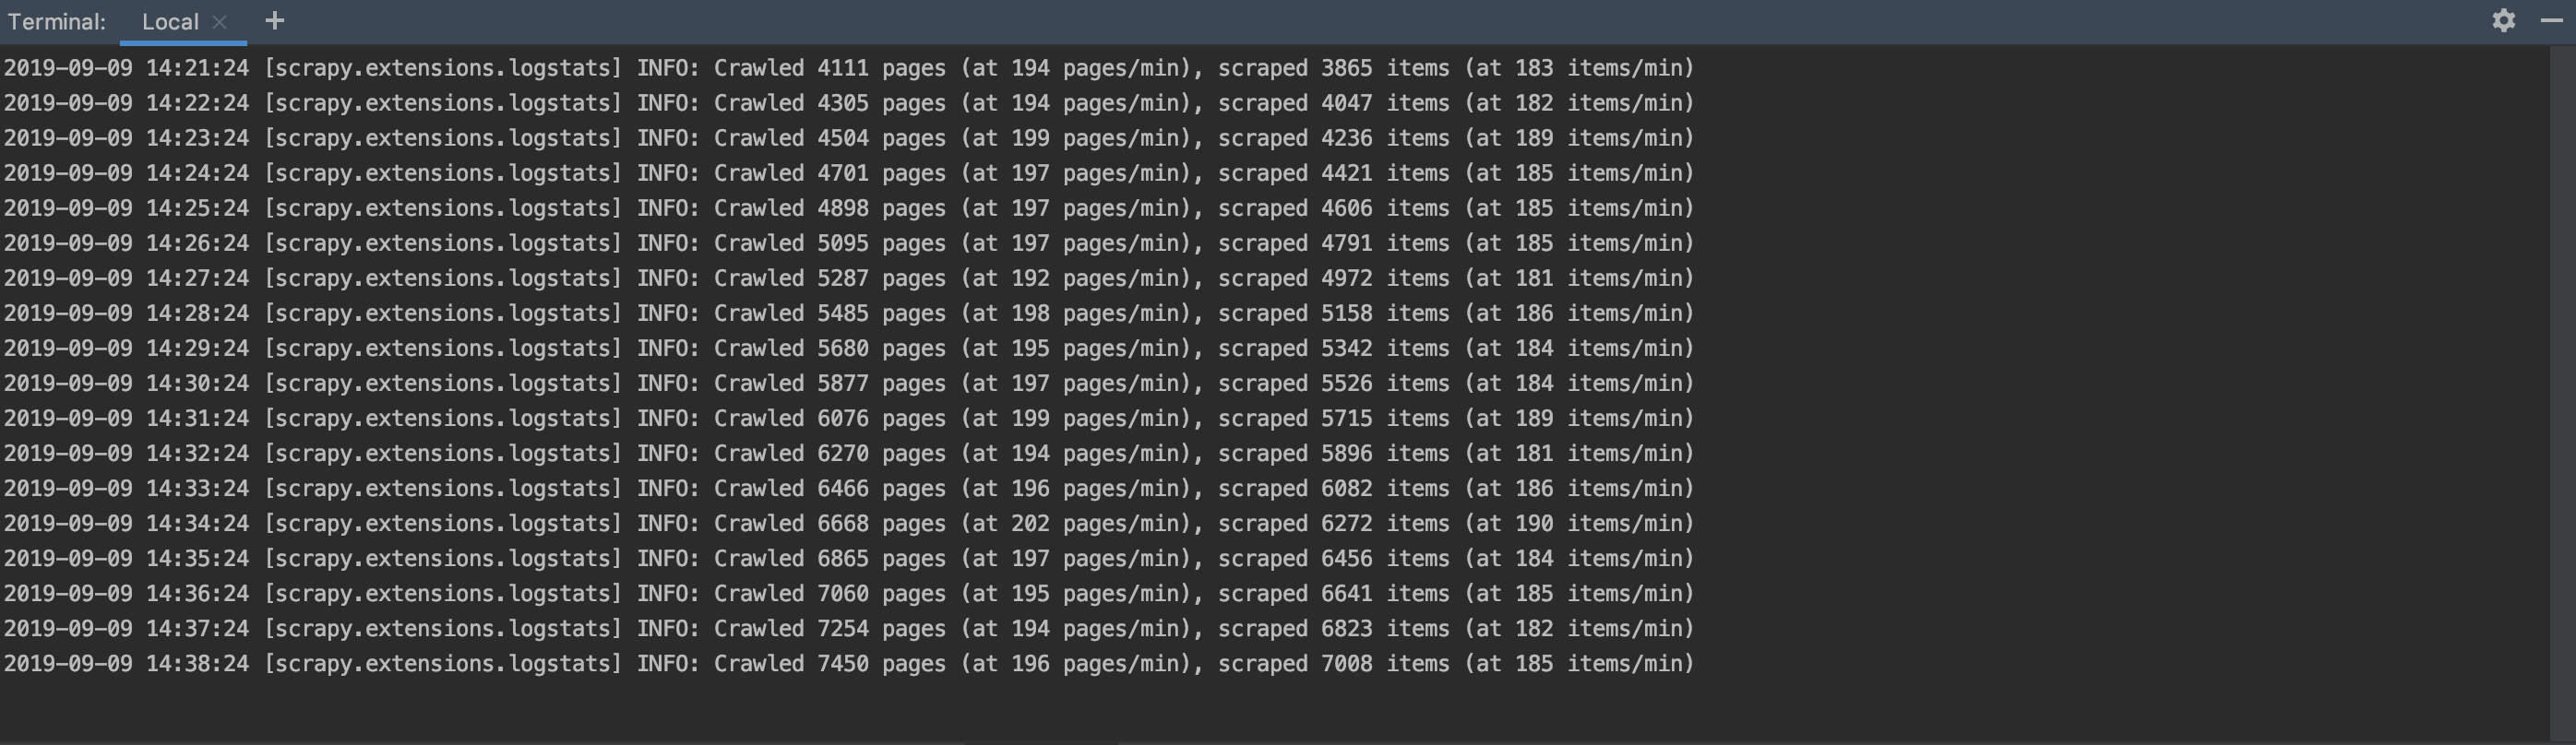 Terminal: Local × +
2019-09-09 14:21:24 [scrapy.extensions.logstats] INFO: Crawled 4111 pages (at 194 pages/min), scraped 3865 items (at 183 items/min)
2019-09-09 14:22:24 [scrapy.extensions.logstats] INFO: Crawled 4305 pages (at 194 pages/min), scraped 4047 items (at 182 items/min)
2019-09-09 14:23:24 [scrapy.extensions.logstats] INFO: Crawled 4504 pages (at 199 pages/min), scraped 4236 items (at 189 items/min)
2019-09-09 14:24:24 [scrapy.extensions.logstats] INFO: Crawled 4701 pages (at 197 pages/min), scraped 4421 items (at 185 items/min)
2019-09-09 14:25:24 [scrapy.extensions.logstats] INFO: Crawled 4898 pages (at 197 pages/min), scraped 4606 items (at 185 items/min)
2019-09-09 14:26:24 [scrapy.extensions.logstats] INFO: Crawled 5095 pages (at 197 pages/min), scraped 4791 items (at 185 items/min)
2019-09-09 14:27:24 [scrapy.extensions.logstats] INFO: Crawled 5287 pages (at 192 pages/min), scraped 4972 items (at 181 items/min)
2019-09-09 14:28:24 [scrapy.extensions.logstats] INFO: Crawled 5485 pages (at 198 pages/min), scraped 5158 items (at 186 items/min)
2019-09-09 14:29:24 [scrapy.extensions.logstats] INFO: Crawled 5680 pages (at 195 pages/min), scraped 5342 items (at 184 items/min)
2019-09-09 14:30:24 [scrapy.extensions.logstats] INFO: Crawled 5877 pages (at 197 pages/min), scraped 5526 items (at 184 items/min)
2019-09-09 14:31:24 [scrapy.extensions.logstats] INFO: Crawled 6076 pages (at 199 pages/min), scraped 5715 items (at 189 items/min)
2019-09-09 14:32:24 [scrapy.extensions.logstats] INFO: Crawled 6270 pages (at 194 pages/min), scraped 5896 items (at 181 items/min)
2019-09-09 14:33:24 [scrapy.extensions.logstats] INFO: Crawled 6466 pages (at 196 pages/min), scraped 6082 items (at 186 items/min)
2019-09-09 14:34:24 [scrapy.extensions.logstats] INFO: Crawled 6668 pages (at 202 pages/min), scraped 6272 items (at 190 items/min)
2019-09-09 14:35:24 [scrapy.extensions.logstats] INFO: Crawled 6865 pages (at 197 pages/min), scraped 6456 items (at 184 items/min)
2019-09-09 14:36:24 [scrapy.extensions.logstats] INFO: Crawled 7060 pages (at 195 pages/min), scraped 6641 items (at 185 items/min)
2019-09-09 14:37:24 [scrapy.extensions.logstats] INFO: Crawled 7254 pages (at 194 pages/min), scraped 6823 items (at 182 items/min)
2019-09-09 14:38:24 [scrapy.extensions.logstats] INFO: Crawled 7450 pages (at 196 pages/min), scraped 7008 items (at 185 items/min)